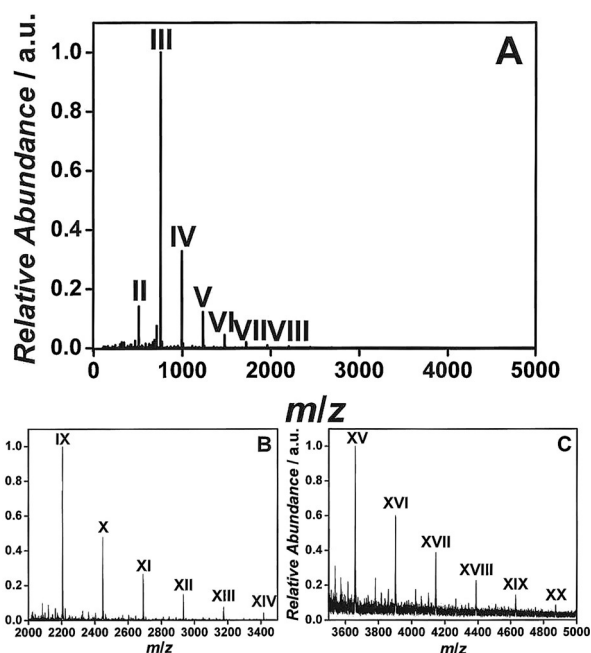 A
Relative Abundance / a.u.
1.0
0.8
0.6
0.4
0.2
0.0
II
III
IV
V
VI
VII
VIII
0 1000 2000 3000 4000 5000
m/z
B
1.0
0.8
0.6
0.4
0.2
0.0
IX
X
XI
XII
XIII
XIV
2000 2200 2400 2600 2800 3000 3200 3400
m/z
C
Relative Abundance / a.u.
1.0
0.8
0.6
0.4
0.2
0.0
XV
XVI
XVII
XVIII
XIX
XX
3600 3800 4000 4200 4400 4600 4800 5000
m/z